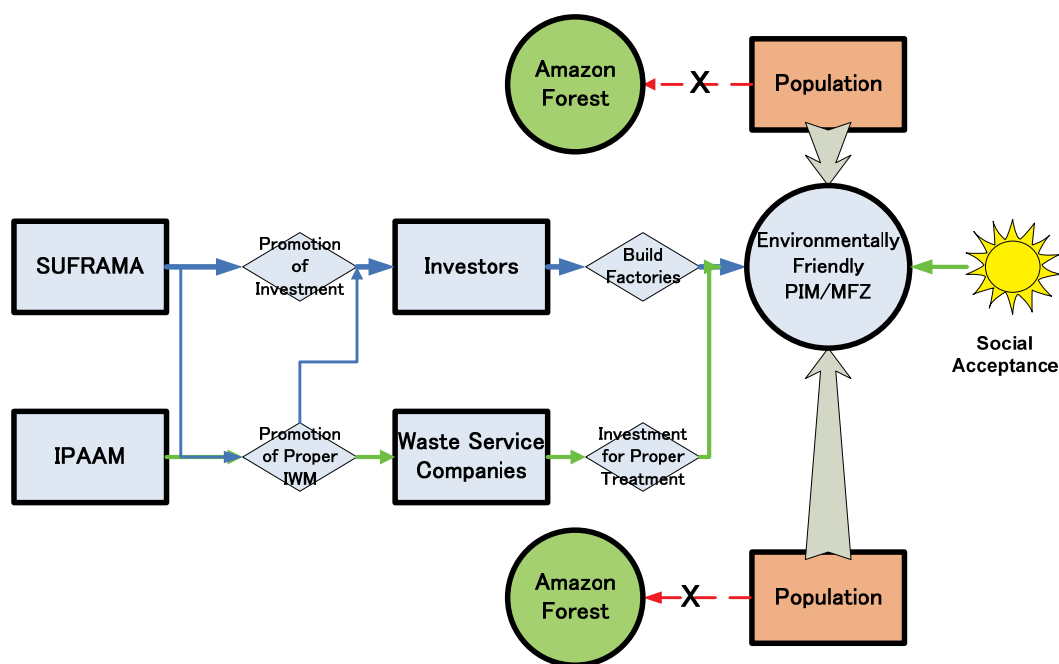 Amazon
Forest
X
Population
SUFRAMA
Promotion
of
Investment
Investors
Build
Factories
Environmentally
Friendly
PIM/MFZ
Social
Acceptance
IPAAM
Promotion
of Proper
IWM
Waste Service
Companies
Investment
for Proper
Treatment
Amazon
Forest
X
Population